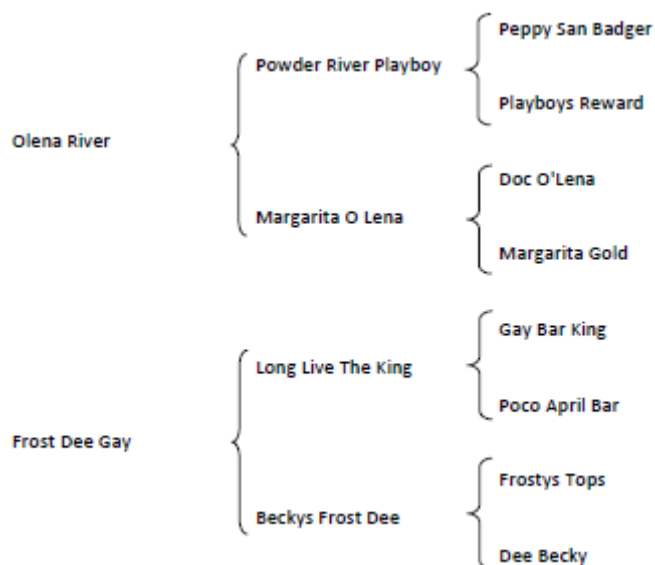 Peppy San Badger
Powder River Playboy
Playboys Reward
Olena River
Doc O'Lena
Margarita O Lena
Margarita Gold
Gay Bar King
Long Live The King
Poco April Bar
Frost Dee Gay
Frostys Tops
Beckys Frost Dee
Dee Becky